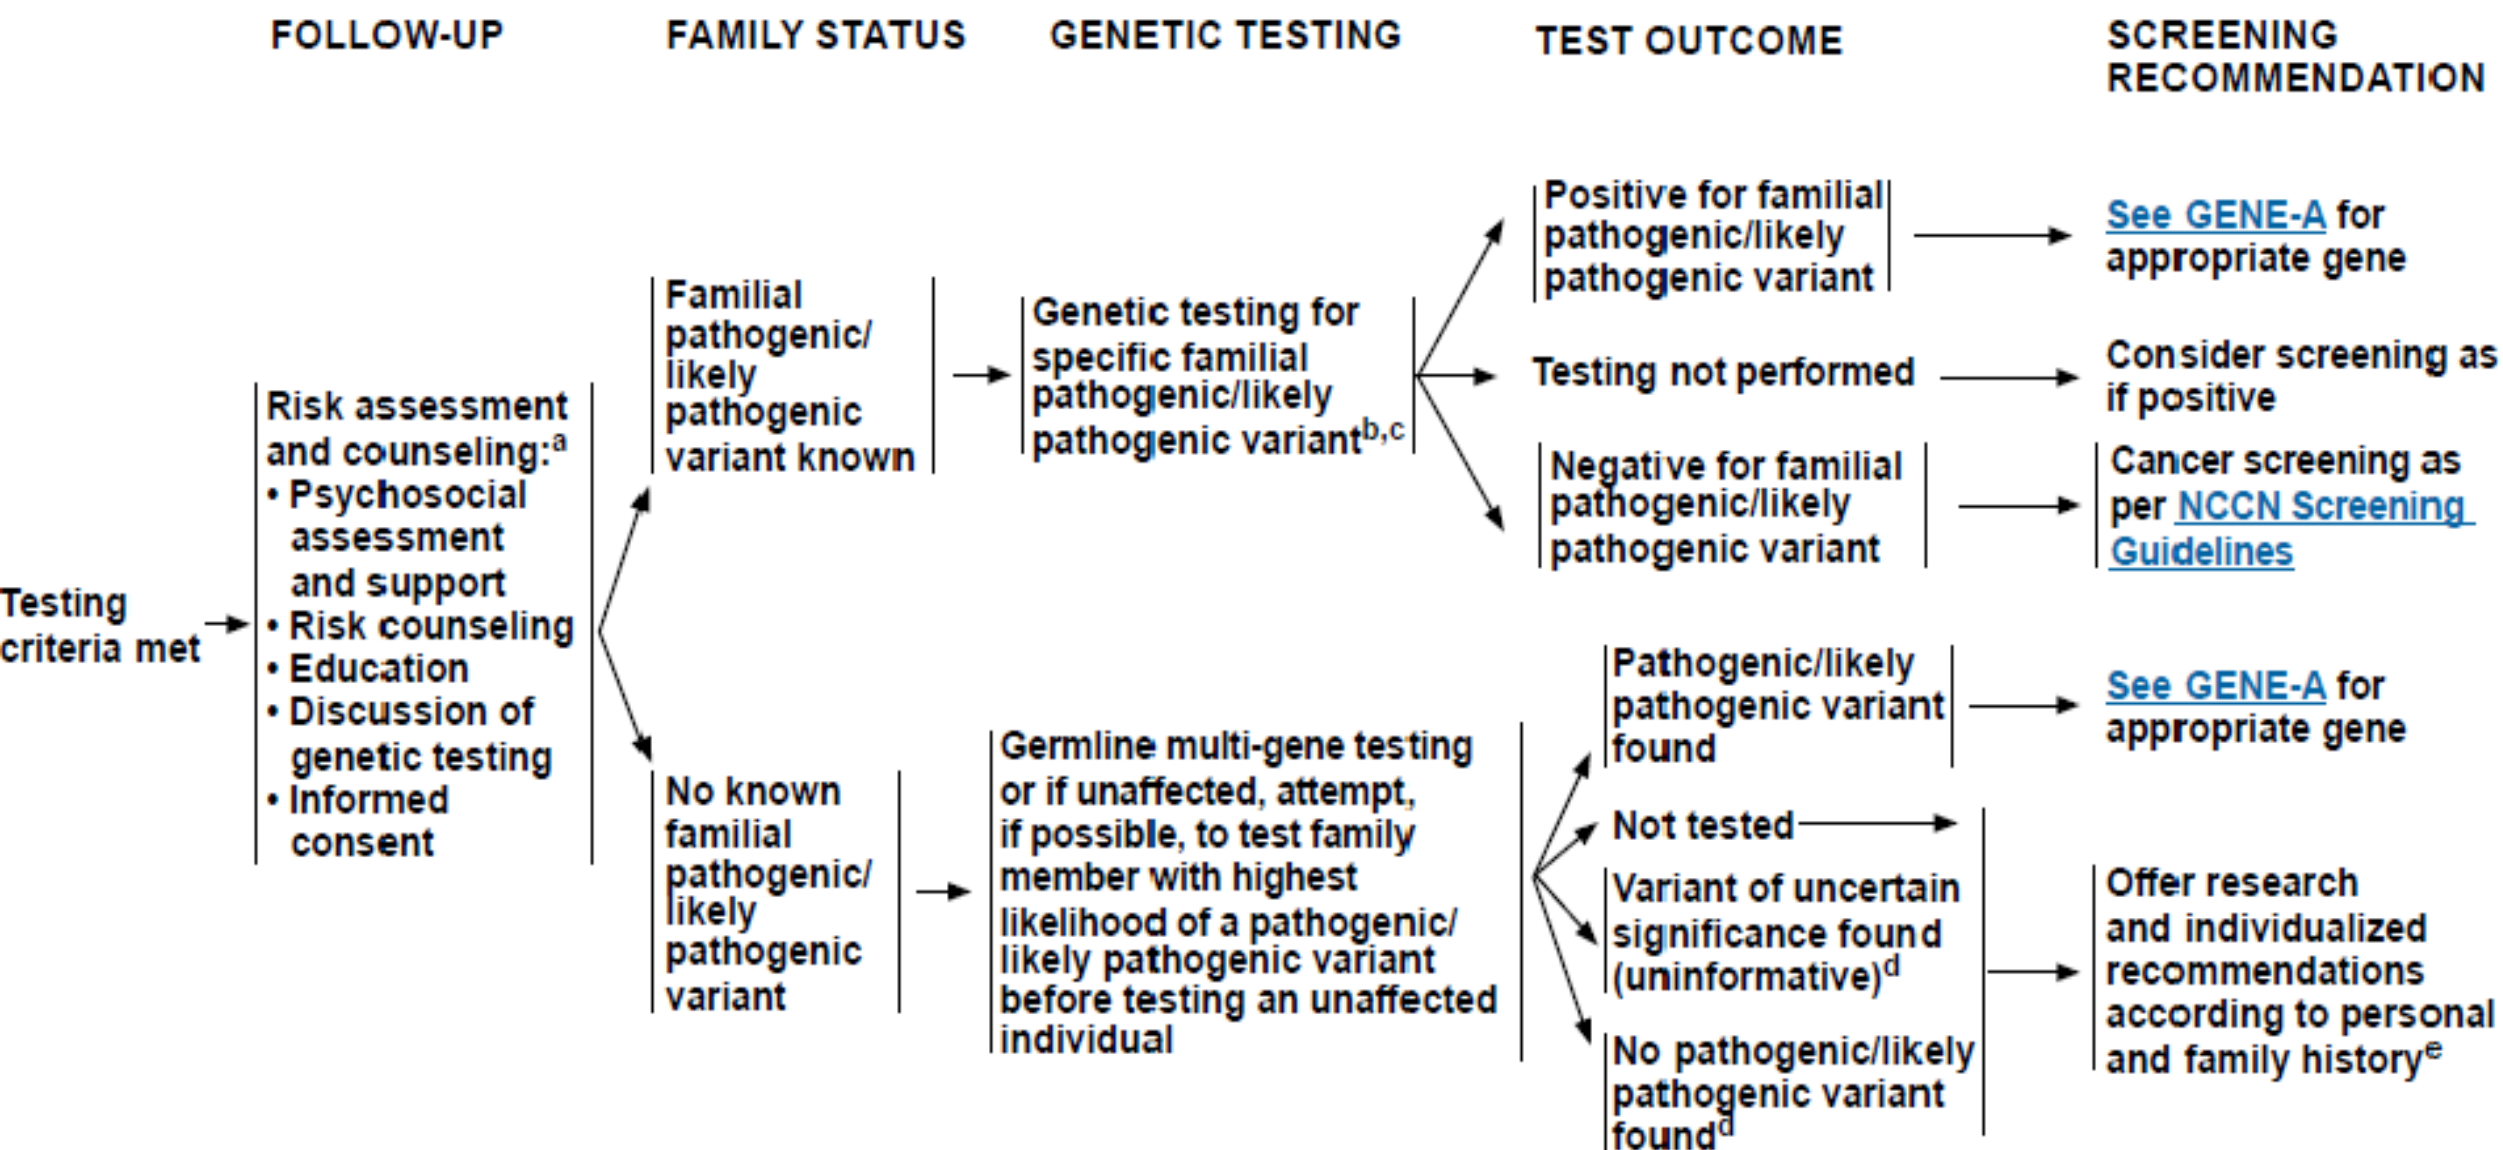 FOLLOW-UP
FAMILY STATUS
GENETIC TESTING
TEST OUTCOME
SCREENING
RECOMMENDATION
Testing
criteria met
Risk assessment
and counseling:a
• Psychosocial
assessment
and support
• Risk counseling
• Education
• Discussion of
genetic testing
• Informed
consent
Familial
pathogenic/
likely
pathogenic
variant known
Genetic testing for
specific familial
pathogenic/likely
pathogenic variantb,c
Positive for familial
pathogenic/likely
pathogenic variant
See GENE-A for
appropriate gene
Testing not performed
Consider screening as
if positive
Negative for familial
pathogenic/likely
pathogenic variant
Cancer screening as
per NCCN Screening
Guidelines
No known
familial
pathogenic/
likely
pathogenic
variant
Germline multi-gene testing
or if unaffected, attempt,
if possible, to test family
member with highest
likelihood of a pathogenic/
likely pathogenic variant
before testing an unaffected
individual
Pathogenic/likely
pathogenic variant
found
See GENE-A for
appropriate gene
Not tested
Variant of uncertain
significance found
(uninformative)d
No pathogenic/likely
pathogenic variant
foundd
Offer research
and individualized
recommendations
according to personal
and family historye